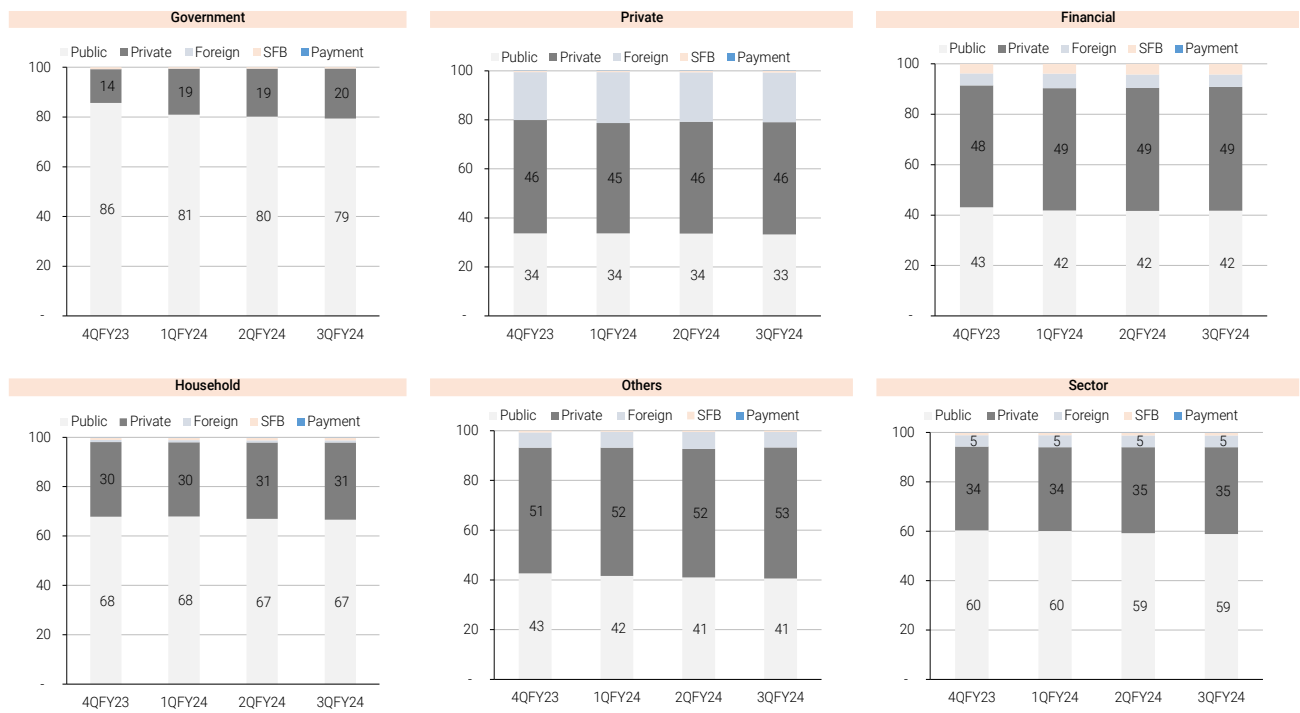 Government
Public Private Foreign SFB Payment
100
80
60
40
20
-
14 19 19 20
86 81 80 79
4QFY23 1QFY24 2QFY24 3QFY24
Private
Public Private Foreign SFB Payment
100
80
60
40
20
-
46 45 46 46
34 34 34 33
4QFY23 1QFY24 2QFY24 3QFY24
Financial
Public Private Foreign SFB Payment
100
80
60
40
20
-
48 49 49 49
43 42 42 42
4QFY23 1QFY24 2QFY24 3QFY24
Household
Public Private Foreign SFB Payment
100
80
60
40
20
-
30 30 31 31
68 68 67 67
4QFY23 1QFY24 2QFY24 3QFY24
Others
Public Private Foreign SFB Payment
100
80
60
40
20
-
51 52 52 53
43 42 41 41
4QFY23 1QFY24 2QFY24 3QFY24
Sector
Public Private Foreign SFB Payment
100
80
60
40
20
-
5 5 5 5
34 34 35 35
60 60 59 59
4QFY23 1QFY24 2QFY24 3QFY24